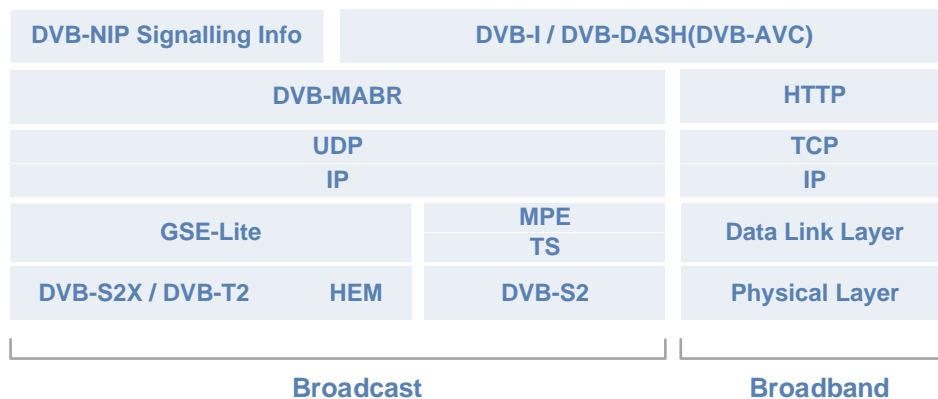 DVB-NIP Signalling Info
DVB-I / DVB-DASH(DVB-AVC)
DVB-MABR
HTTP
UDP
TCP
IP
IP
GSE-Lite
MPE
TS
Data Link Layer
DVB-S2X / DVB-T2 HEM
DVB-S2
Physical Layer
Broadcast
Broadband